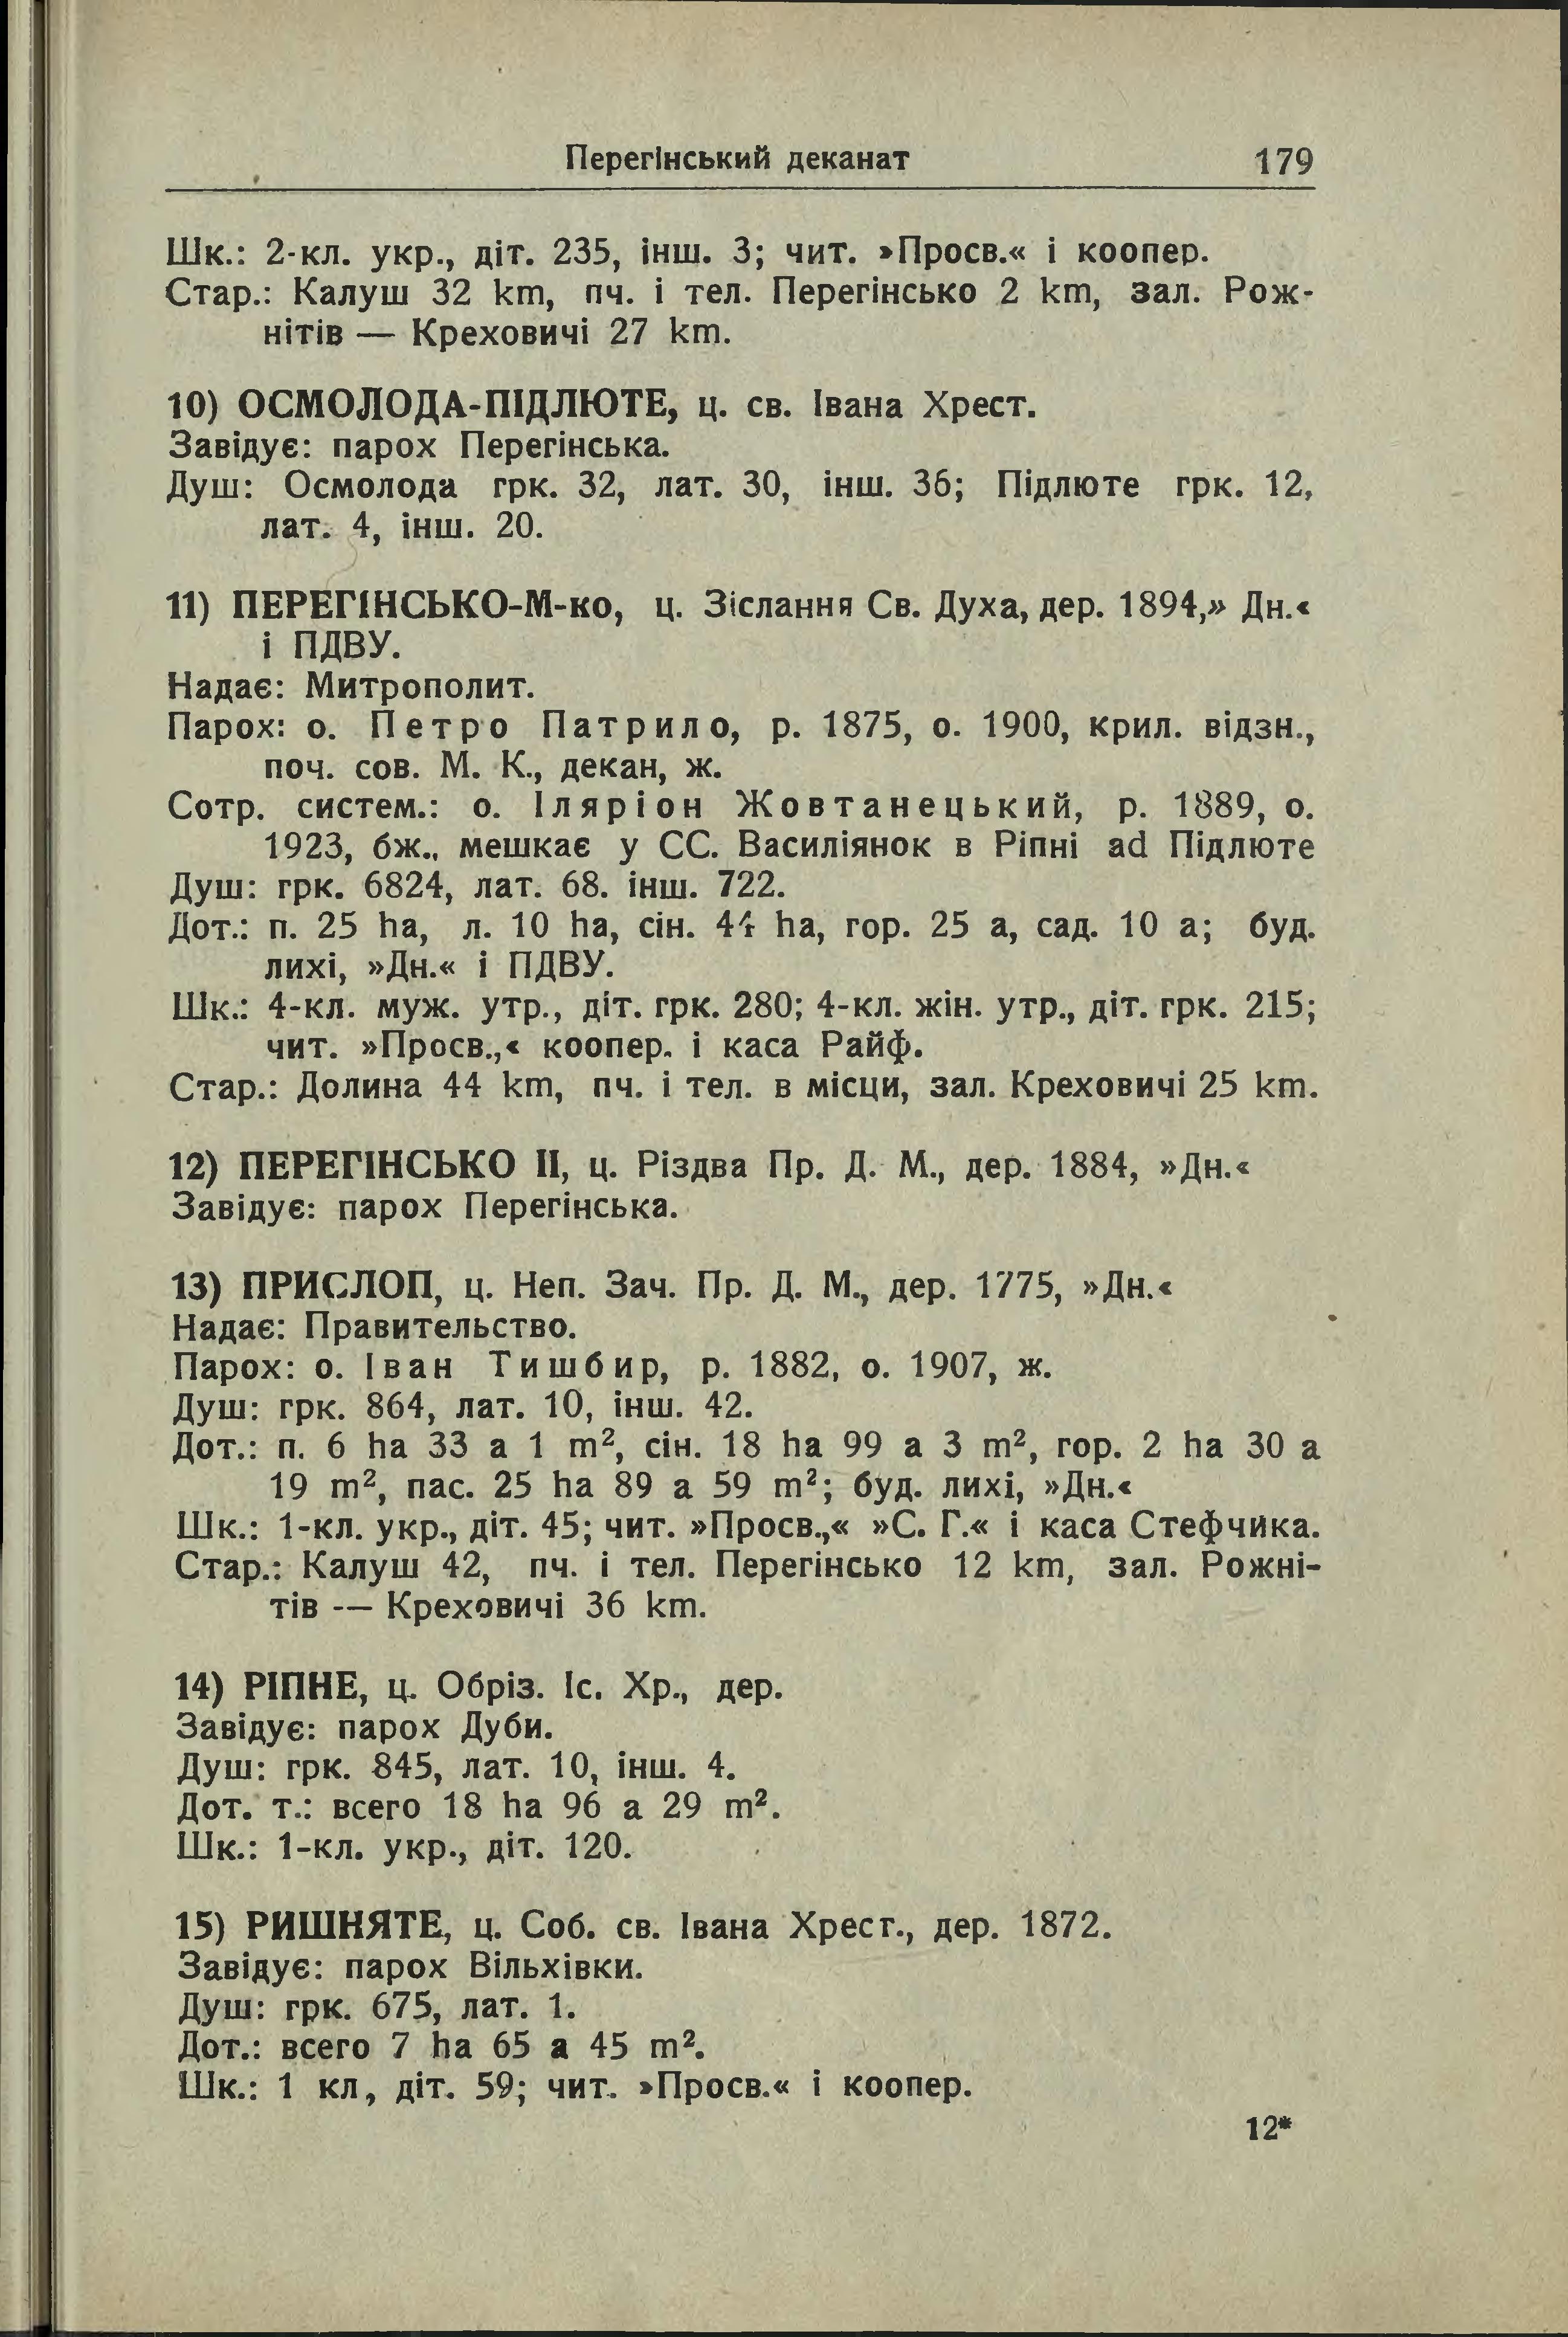 Перегінський деканат 179
Шк.: 2-кл. укр., діт. 235, інш. 3; чит. »Просв.« і коопер.
Стар.: Калуш 32 km, пч. і тел. Перегінсько 2 km, зал. Рож-
нітів — Креховичі 27 km.
10) ОСМОЛОДА-ПІДЛЮТЕ, ц. св. Івана Хрест.
Завідує: парох Перегінська.
Душ: Осмолода грк. 32, лат. 30, інш. 36; Підлюте грк. 12,
лат. 4, інш. 20.
11) ПЕРЕГІНСЬКО-М-ко, ц. Зіслання Св. Духа, дер. 1894,» Дн.«
і ПДВУ.
Надає: Митрополит.
Парох: о. Петро Патрило, р. 1875, о. 1900, крил. відзн.,
поч. сов. М. К., декан, ж.
Сотр. систем.: о. Іляріон Жовтанецький, р. 1889, о.
1923, бж., мешкає у СС. Василіянок в Ріпні ad Підлюте
Душ: грк. 6824, лат. 68. інш. 722.
Дот.: п. 25 ha, л. 10 ha, сін. 44 ha, гор. 25 a, сад. 10 a; буд.
лихі, »Дн.« і ПДВУ.
Шк.: 4-кл. муж. утр., діт. грк. 280; 4-кл. жін. утр., діт. грк. 215;
чит. »Просв.,« коопер. і каса Райф.
Стар.: Долина 44 km, пч. і тел. в місци, зал. Креховичі 25 km.
12) ПЕРЕГІНСЬКО II, ц. Різдва Пр. Д. М., дер. 1884, »Дн.«
Завідує: парох Перегінська.
13) ПРИСЛОП, ц. Неп. Зач. Пр. Д. М., дер. 1775, »Дн.«
Надає: Правительство.
Парох: о. Іван Тишбир, р. 1882, о. 1907, ж.
Душ: грк. 864, лат. 10, інш. 42.
Дот.: п. 6 ha 33 a 1 m², сін. 18 ha 99 a 3 m², гор. 2 ha 30 a
19 m², пас. 25 ha 89 a 59 m²; буд. лихі, »Дн.«
Шк.: 1-кл. укр., діт. 45; чит. »Просв.,« »С. Г.« і каса Стефчика.
Стар.: Калуш 42, пч. і тел. Перегінсько 12 km, зал. Рожні-
тів — Креховичі 36 km.
14) РІПНЕ, ц. Обріз. Іс. Хр., дер.
Завідує: парох Дуби.
Душ: грк. 845, лат. 10, інш. 4.
Дот. т.: всего 18 ha 96 a 29 m².
Шк.: 1-кл. укр., діт. 120.
15) РИШНЯТЕ, ц. Соб. св. Івана Хрест., дер. 1872.
Завідує: парох Вільхівки.
Душ: грк. 675, лат. 1.
Дот.: всего 7 ha 65 a 45 m².
Шк.: 1 кл, діт. 59; чит. »Просв.« і коопер.
12*